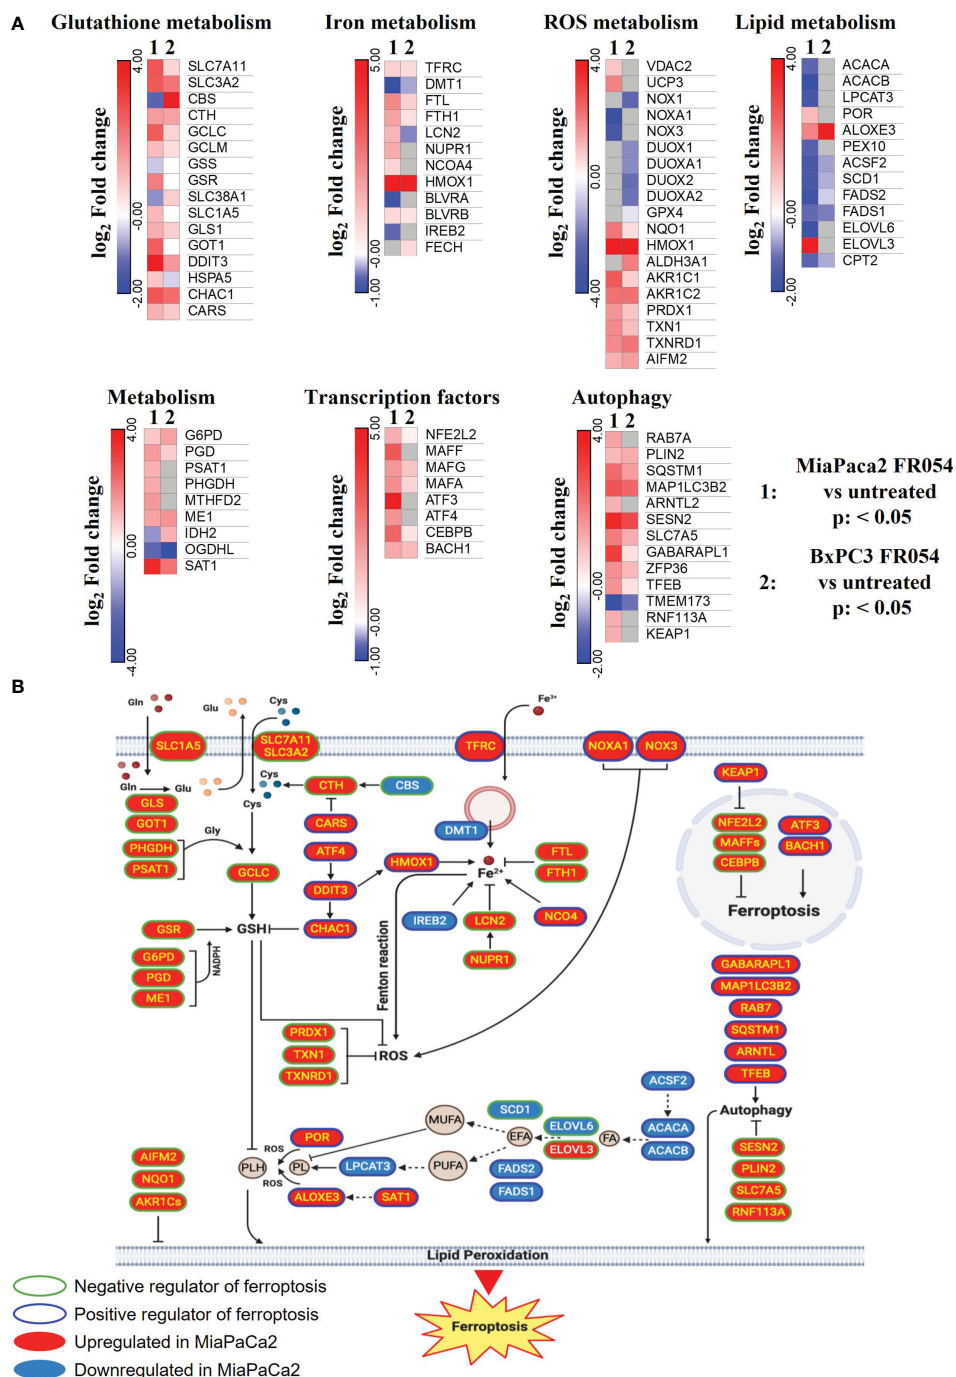 A
Glutathione metabolism
1 2
4.00
-0.00
-2.00
log2 Fold change
SLC7A11
SLC3A2
CBS
CTH
GCLC
GCLM
GSS
GSR
SLC38A1
SLC1A5
GLS1
GOT1
DDIT3
HSPA5
CHAC1
CARS
Iron metabolism
1 2
5.00
-0.00
-1.00
log2 Fold change
TFRC
DMT1
FTL
FTH1
LCN2
NUPR1
NCOA4
HMOX1
BLVRA
BLVRB
IREB2
FECH
ROS metabolism
1 2
4.00
0.00
-4.00
log2 Fold change
VDAC2
UCP3
NOX1
NOXA1
NOX3
DUOX1
DUOXA1
DUOX2
DUOXA2
GPX4
NQO1
HMOX1
ALDH3A1
AKR1C1
AKR1C2
PRDX1
TXN1
TXNRD1
AIFM2
Lipid metabolism
1 2
4.00
-0.00
-2.00
log2 Fold change
ACACA
ACACB
LPCAT3
POR
ALOXE3
PEX10
ACSF2
SCD1
FADS2
FADS1
ELOVL6
ELOVL3
CPT2
Metabolism
1 2
4.00
0.00
-4.00
log2 Fold change
G6PD
PGD
PSAT1
PHGDH
MTHFD2
ME1
IDH2
OGDHL
SAT1
Transcription factors
1 2
5.00
-0.00
-1.00
log2 Fold change
NFE2L2
MAFF
MAFG
MAFA
ATF3
ATF4
CEBPB
BACH1
Autophagy
1 2
4.00
-0.00
-2.00
log2 Fold change
RAB7A
PLIN2
SQSTM1
MAP1LC3B2
ARNTL2
SESN2
SLC7A5
GABARAPL1
ZFP36
TFEB
TMEM173
RNF113A
KEAP1
MiaPaca2 FR054
1: vs untreated
p: < 0.05
BxPC3 FR054
2: vs untreated
p: < 0.05
B
Gln
Glu
Cys
Fe3+
SLC1A5
SLC7A11
SLC3A2
TFRC
NOXA1
NOX3
Gln
Glu
Cys
Cys
CTH
CBS
KEAP1
GLS
GOT1
PHGDH
PSAT1
Gly
GCLC
CARS
ATF4
DDIT3
CHAC1
HMOX1
DMT1
Fe2+
FTL
FTH1
IREB2
LCN2
NCO4
NUPR1
NFE2L2
MAFFs
CEBPB
ATF3
BACH1
Ferroptosis
GSR
GSH
G6PD
PGD
ME1
NADPH
Fenton reaction
PRDX1
TXN1
TXNRD1
ROS
GABARAPL1
MAP1LC3B2
RAB7
SQSTM1
ARNTL
TFEB
Autophagy
SESN2
PLIN2
SLC7A5
RNF113A
ACSF2
SCD1
ELOVL6
ELOVL3
EFA
FA
ACACA
ACACB
MUFA
PUFA
FADS2
FADS1
POR
ROS
PLH
PL
ROS
LPCAT3
ALOXE3
SAT1
AIFM2
NQO1
AKR1Cs
Lipid Peroxidation
Ferroptosis
Negative regulator of ferroptosis
Positive regulator of ferroptosis
Upregulated in MiaPaCa2
Downregulated in MiaPaCa2